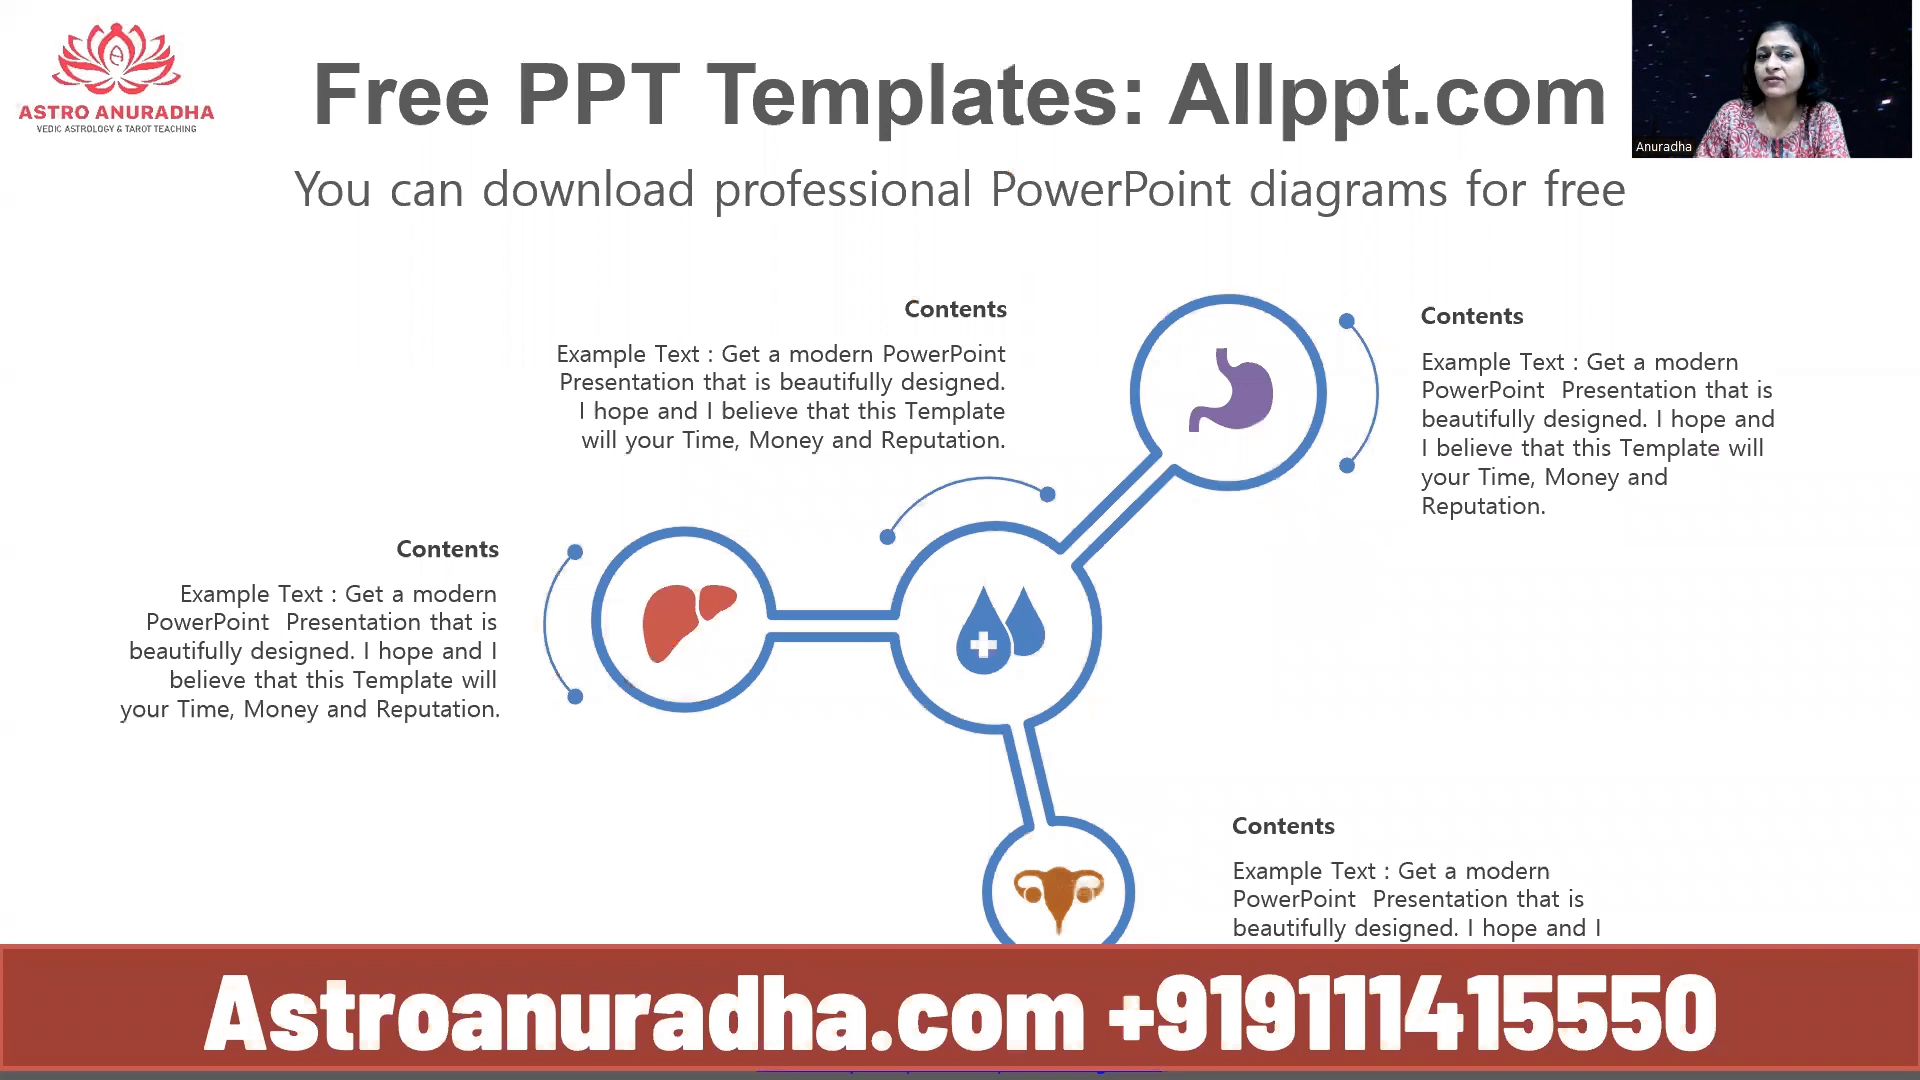 ASTRO ANURADHA
VEDIC ASTROLOGY & TAROT TEACHING
Free PPT Templates: Allppt.com
You can download professional PowerPoint diagrams for free
Anuradha
Contents
Example Text : Get a modern PowerPoint
Presentation that is beautifully designed.
I hope and I believe that this Template
will your Time, Money and Reputation.
Contents
Example Text : Get a modern
PowerPoint  Presentation that is
beautifully designed. I hope and
I believe that this Template will
your Time, Money and
Reputation.
Contents
Example Text : Get a modern
PowerPoint  Presentation that is
beautifully designed. I hope and I
believe that this Template will
your Time, Money and Reputation.
Contents
Example Text : Get a modern
PowerPoint  Presentation that is
beautifully designed. I hope and I
Astroanuradha.com +919111415550